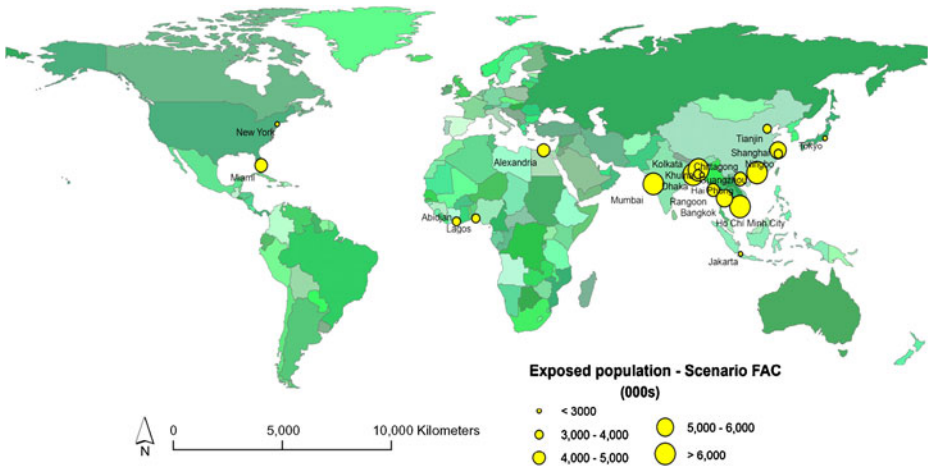 New York
Miami
Alexandria
Abidjan
Lagos
Mumbai
Kolkata
Khulna
Dhaka
Chittagong
Rangoon
Bangkok
Hai Phong
Guangzhou
Ho Chi Minh City
Jakarta
Tianjin
Shanghai
Ningbo
Tokyo
Exposed population - Scenario FAC
(000s)
< 3000
3,000 - 4,000
4,000 - 5,000
5,000 - 6,000
> 6,000
N
0 5,000 10,000 Kilometers